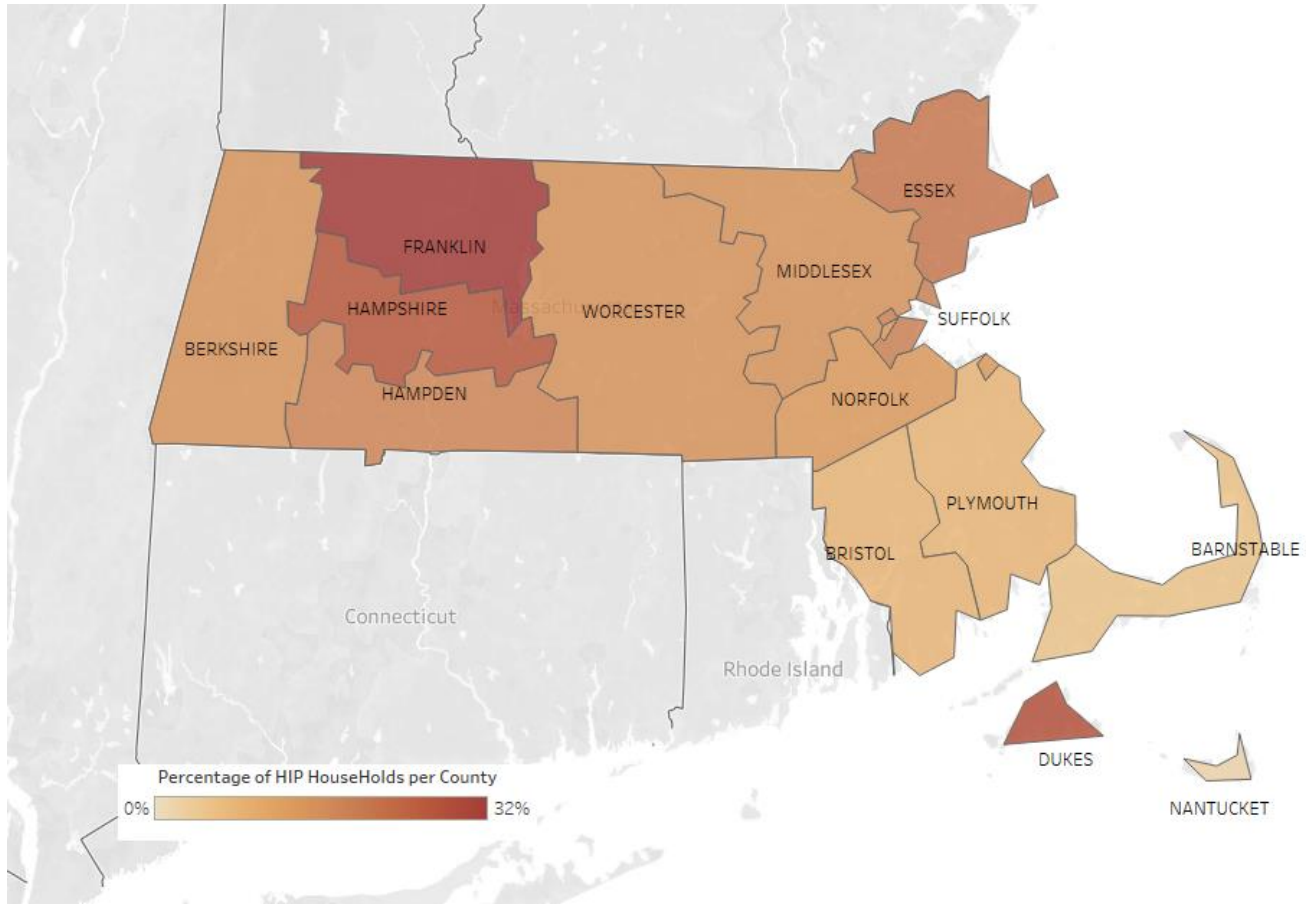 ESSEX
FRANKLIN
MIDDLESEX
HAMPSHIRE
Massachusetts
WORCESTER
SUFFOLK
BERKSHIRE
HAMPDEN
NORFOLK
PLYMOUTH
BRISTOL
BARNSTABLE
Connecticut
Rhode Island
DUKES
Percentage of HIP HouseHolds per County
0%
32%
NANTUCKET